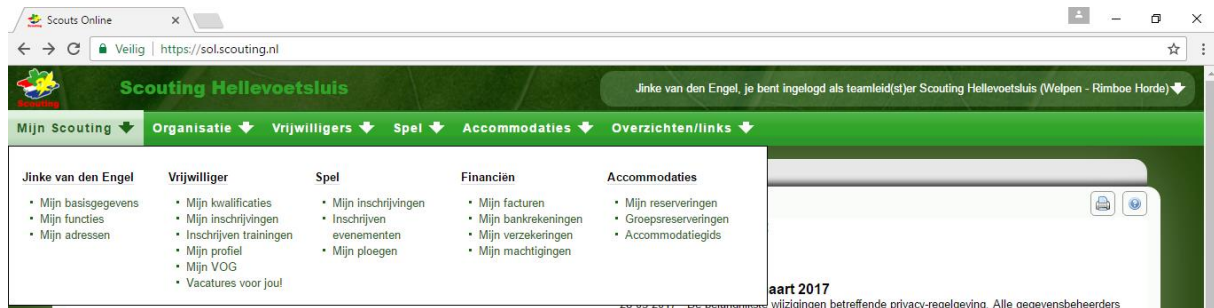 Scouts Online
Veilig | https://sol.scouting.nl
Scouting
Scouting Hellevoetsluis
Jinke van den Engel, je bent ingelogd als teamleid(st)er Scouting Hellevoetsluis (Welpen - Rimboe Horde)
Mijn Scouting Organisatie Vrijwilligers Spel Accommodaties Overzichten/links
Jinke van den Engel
• Mijn basisgegevens
• Mijn functies
• Mijn adressen
Vrijwilliger
• Mijn kwalificaties
• Mijn inschrijvingen
• Inschrijven trainingen
• Mijn profiel
• Mijn VOG
• Vacatures voor jou!
Spel
• Mijn inschrijvingen
• Inschrijven
evenementen
• Mijn ploegen
Financiën
• Mijn facturen
• Mijn bankrekeningen
• Mijn verzekeringen
• Mijn machtigingen
Accommodaties
• Mijn reserveringen
• Groepsreserveringen
• Accommodatiegids
aart 2017
wijzigingen betreffende privacy-regelgeving. Alle gegevensbeheerders